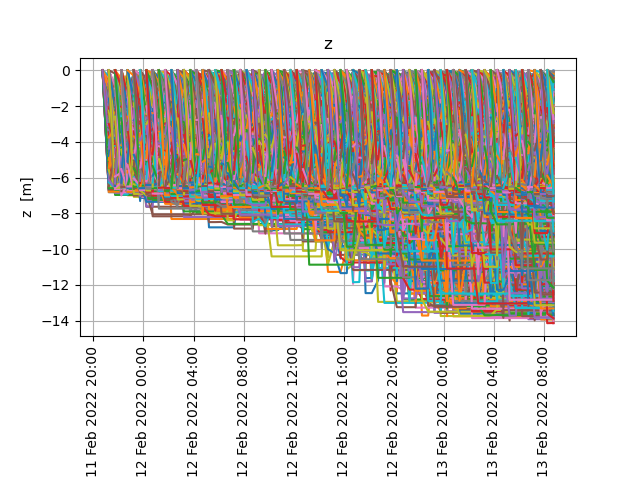 z
z [m]
0
−2
−4
−6
−8
−10
−12
−14
11 Feb 2022 20:00
12 Feb 2022 00:00
12 Feb 2022 04:00
12 Feb 2022 08:00
12 Feb 2022 12:00
12 Feb 2022 16:00
12 Feb 2022 20:00
13 Feb 2022 00:00
13 Feb 2022 04:00
13 Feb 2022 08:00